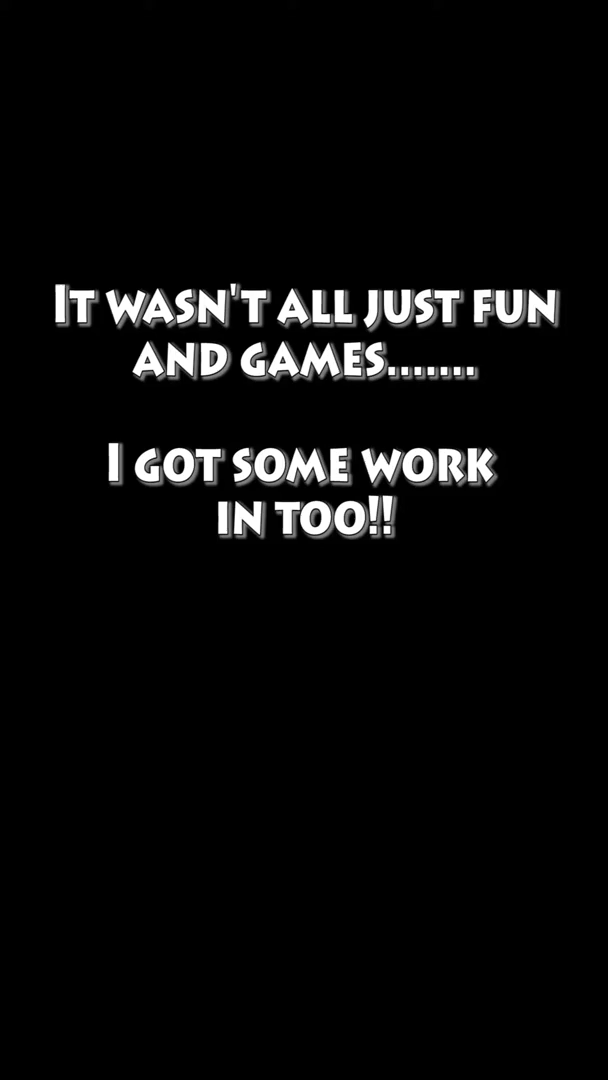 It wasn't all just fun
and games.......
I got some work
in too!!